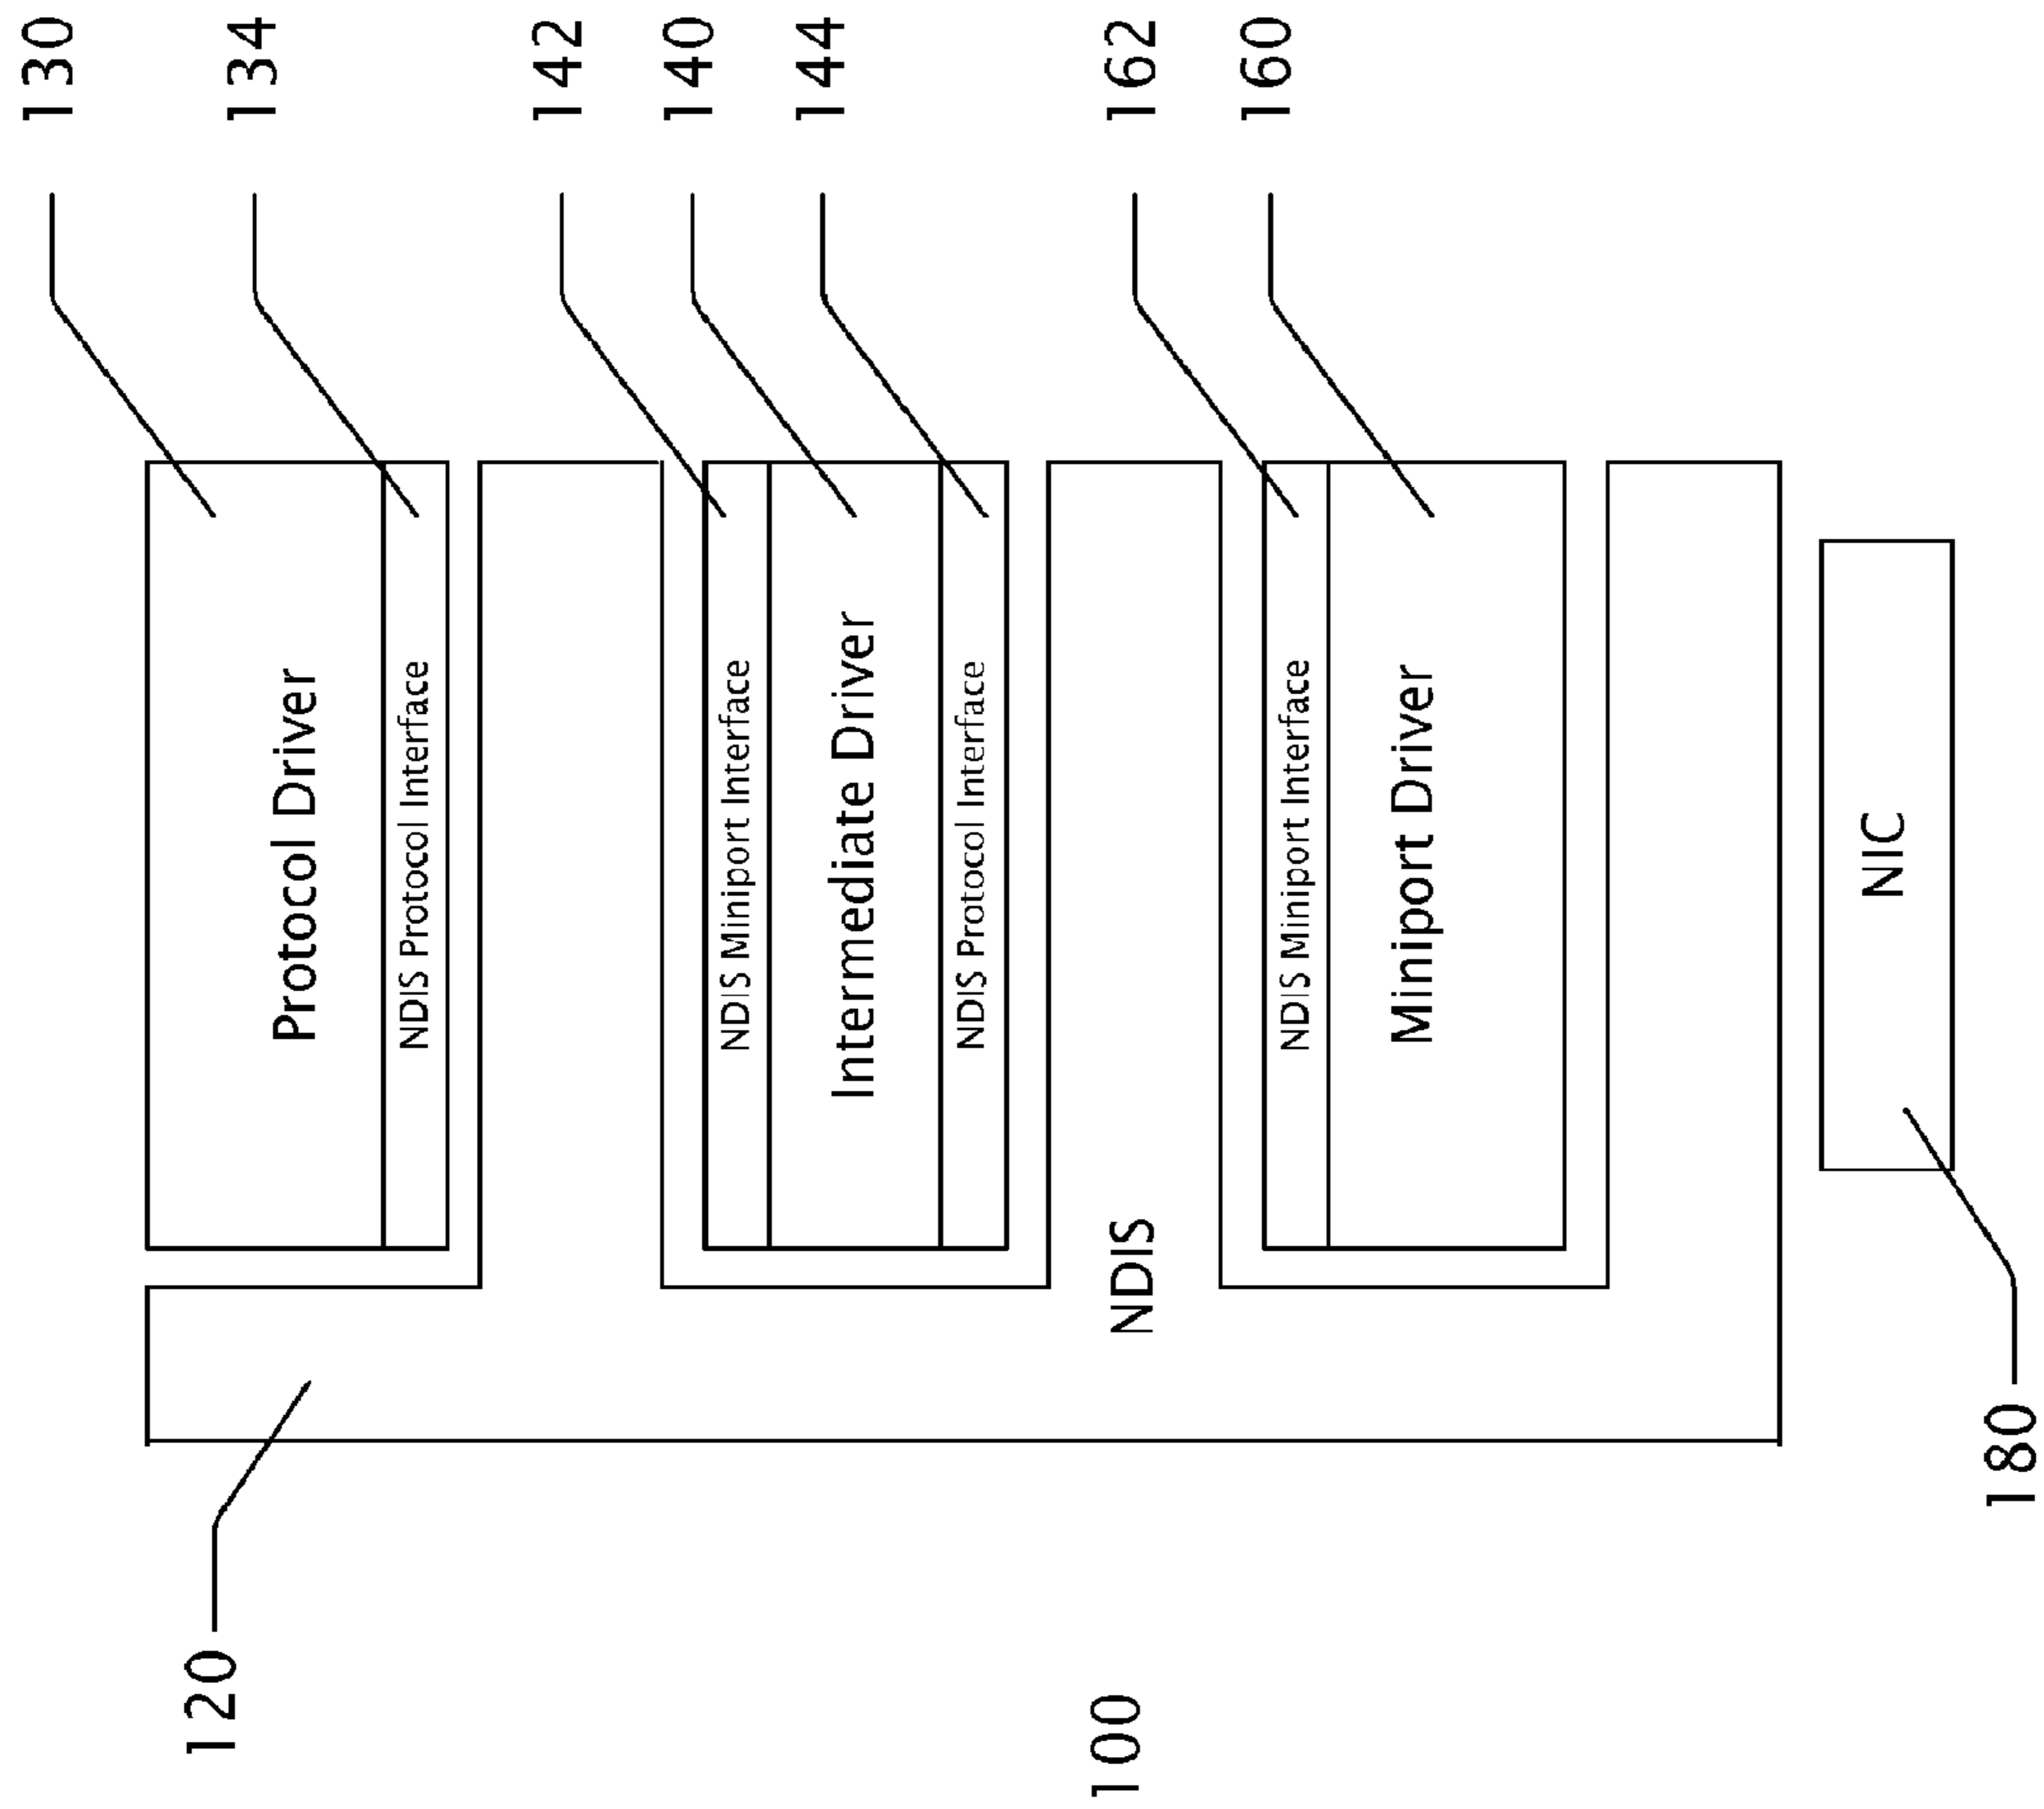 130
120
134
Protocol Driver
NDIS Protocol Interface
142
140
NDIS Miniport Interface
144
Intermediate Driver
NDIS Protocol Interface
100
NDIS
162
160
NDIS Miniport Interface
Miniport Driver
NIC
180